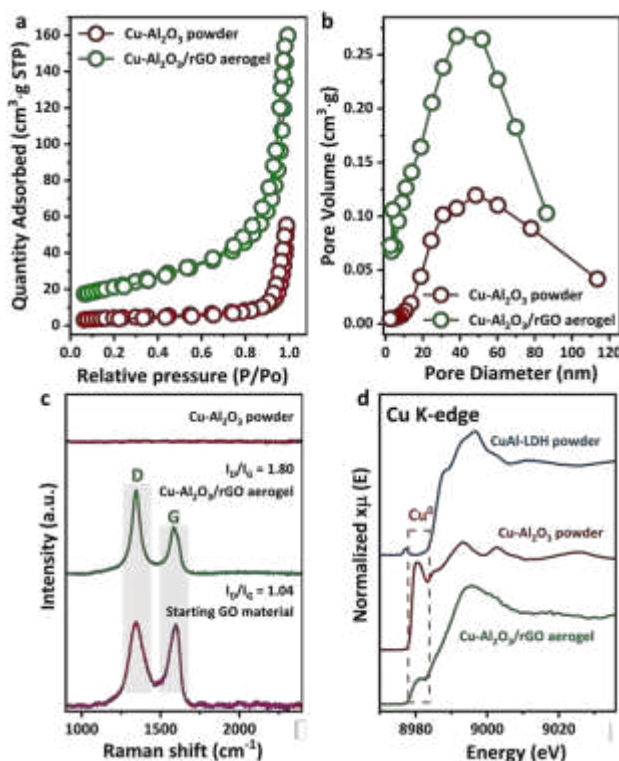 a
Cu-Al₂O₃ powder
Cu-Al₂O₃/rGO aerogel
Quantity Adsorbed (cm³·g STP)
160
140
120
100
80
60
40
20
0
0.0 0.2 0.4 0.6 0.8 1.0
Relative pressure (P/Po)
b
Pore Volume (cm³·g)
0.25
0.20
0.15
0.10
0.05
0.00
Cu-Al₂O₃ powder
Cu-Al₂O₃/rGO aerogel
0 20 40 60 80 100 120
Pore Diameter (nm)
c
Cu-Al₂O₃ powder
I_D/I_G = 1.80
Cu-Al₂O₃/rGO aerogel
D
G
I_D/I_G = 1.04
Starting GO material
Intensity (a.u.)
1000 1500 2000
Raman shift (cm⁻¹)
d
Cu K-edge
CuAl-LDH powder
Cu⁰
Cu-Al₂O₃ powder
Cu-Al₂O₃/rGO aerogel
Normalized xμ (E)
8980 9000 9020
Energy (eV)